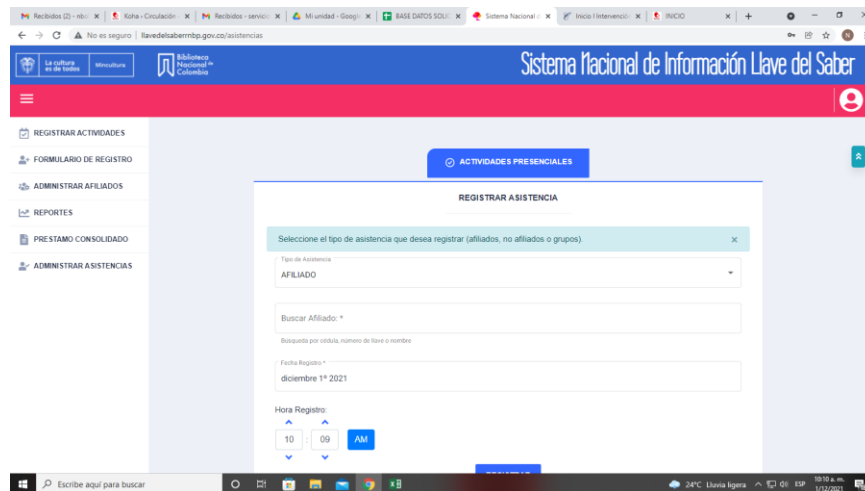 Recibidos (2) - nbi
Koha › Circulación
Recibidos - servicio
Mi unidad - Google
BASE DATOS SOLIC
Sistema Nacional d
Inicio / Intervenció
INICIO
No es seguro | llavedelsaberrnbp.gov.co/asistencias
La cultura es de todos
Mincultura
Biblioteca
Nacional de
Colombia
Sistema Nacional de Información Llave del Saber
REGISTRAR ACTIVIDADES
FORMULARIO DE REGISTRO
ADMINISTRAR AFILIADOS
REPORTES
PRESTAMO CONSOLIDADO
ADMINISTRAR ASISTENCIAS
ACTIVIDADES PRESENCIALES
REGISTRAR ASISTENCIA
Seleccione el tipo de asistencia que desea registrar (afiliados, no afiliados o grupos).
Tipo de Asistencia
AFILIADO
Buscar Afiliado: *
Búsqueda por cédula, número de llave o nombre
Fecha Registro *
diciembre 1º 2021
Hora Registro:
10 : 09 AM
REGISTRAR
Escribe aquí para buscar
24°C Lluvia ligera
ESP
10:10 a. m.
1/12/2021